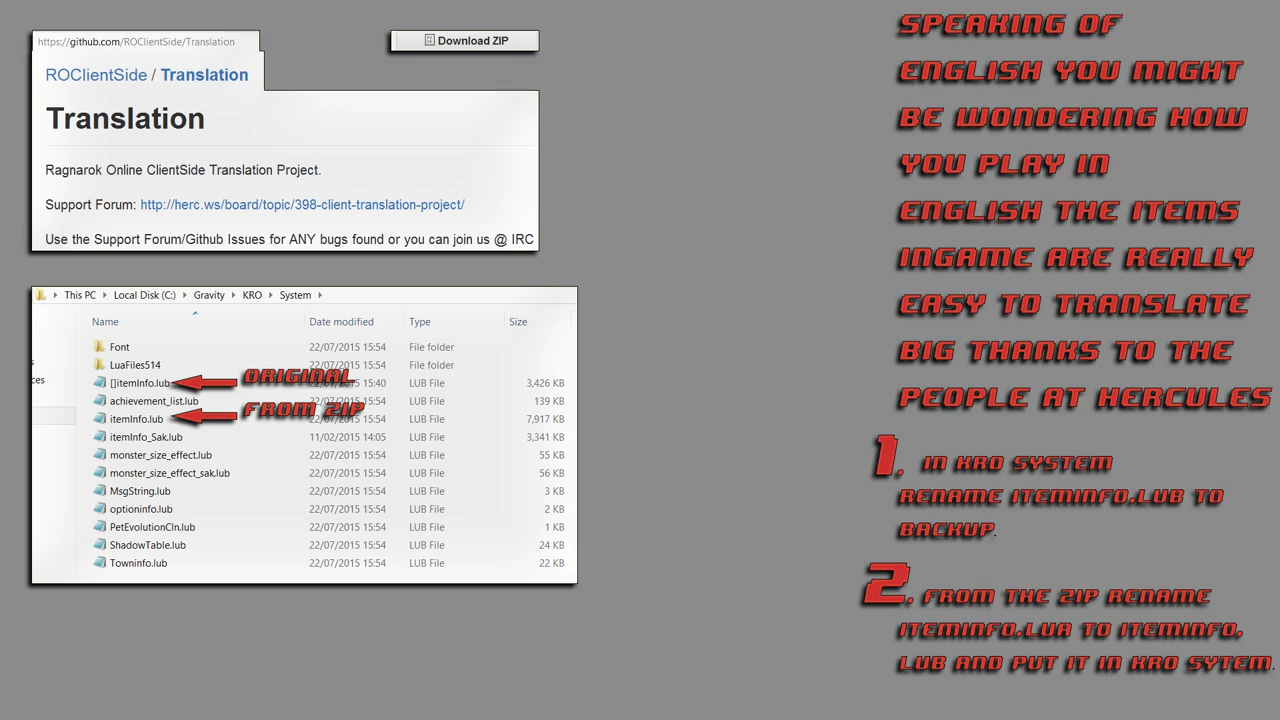 https://github.com/ROClientSide/Translation
Download ZIP
ROClientSide / Translation
Translation
Ragnarok Online ClientSide Translation Project.
Support Forum: http://herc.ws/board/topic/398-client-translation-project/
Use the Support Forum/Github Issues for ANY bugs found or you can join us @ IRC
This PC Local Disk (C:) Gravity KRO System
Name Date modified Type Size
Font 22/07/2015 15:54 File folder
LuaFiles514 22/07/2015 15:54 File folder
[]itemInfo.lub ORIGINAL 15:40 LUB File 3,426 KB
achievement_list.lub 22/07/2015 15:54 LUB File 139 KB
itemInfo.lub FROM ZIP 22/07/2015 15:54 LUB File 7,917 KB
itemInfo_Sak.lub 11/02/2015 14:05 LUB File 3,341 KB
monster_size_effect.lub 22/07/2015 15:54 LUB File 55 KB
monster_size_effect_sak.lub 22/07/2015 15:54 LUB File 56 KB
MsgString.lub 22/07/2015 15:54 LUB File 3 KB
optioninfo.lub 22/07/2015 15:54 LUB File 2 KB
PetEvolutionCln.lub 22/07/2015 15:54 LUB File 1 KB
ShadowTable.lub 22/07/2015 15:54 LUB File 24 KB
Towninfo.lub 22/07/2015 15:54 LUB File 22 KB
SPEAKING OF
ENGLISH YOU MIGHT
BE WONDERING HOW
YOU PLAY IN
ENGLISH THE ITEMS
INGAME ARE REALLY
EASY TO TRANSLATE
BIG THANKS TO THE
PEOPLE AT HERCULES
1. IN KRO SYSTEM
RENAME ITEMINFO.LUB TO
BACKUP.
2. FROM THE ZIP RENAME
ITEMINFO.LUA TO ITEMINFO.
LUB AND PUT IT IN KRO SYTEM.